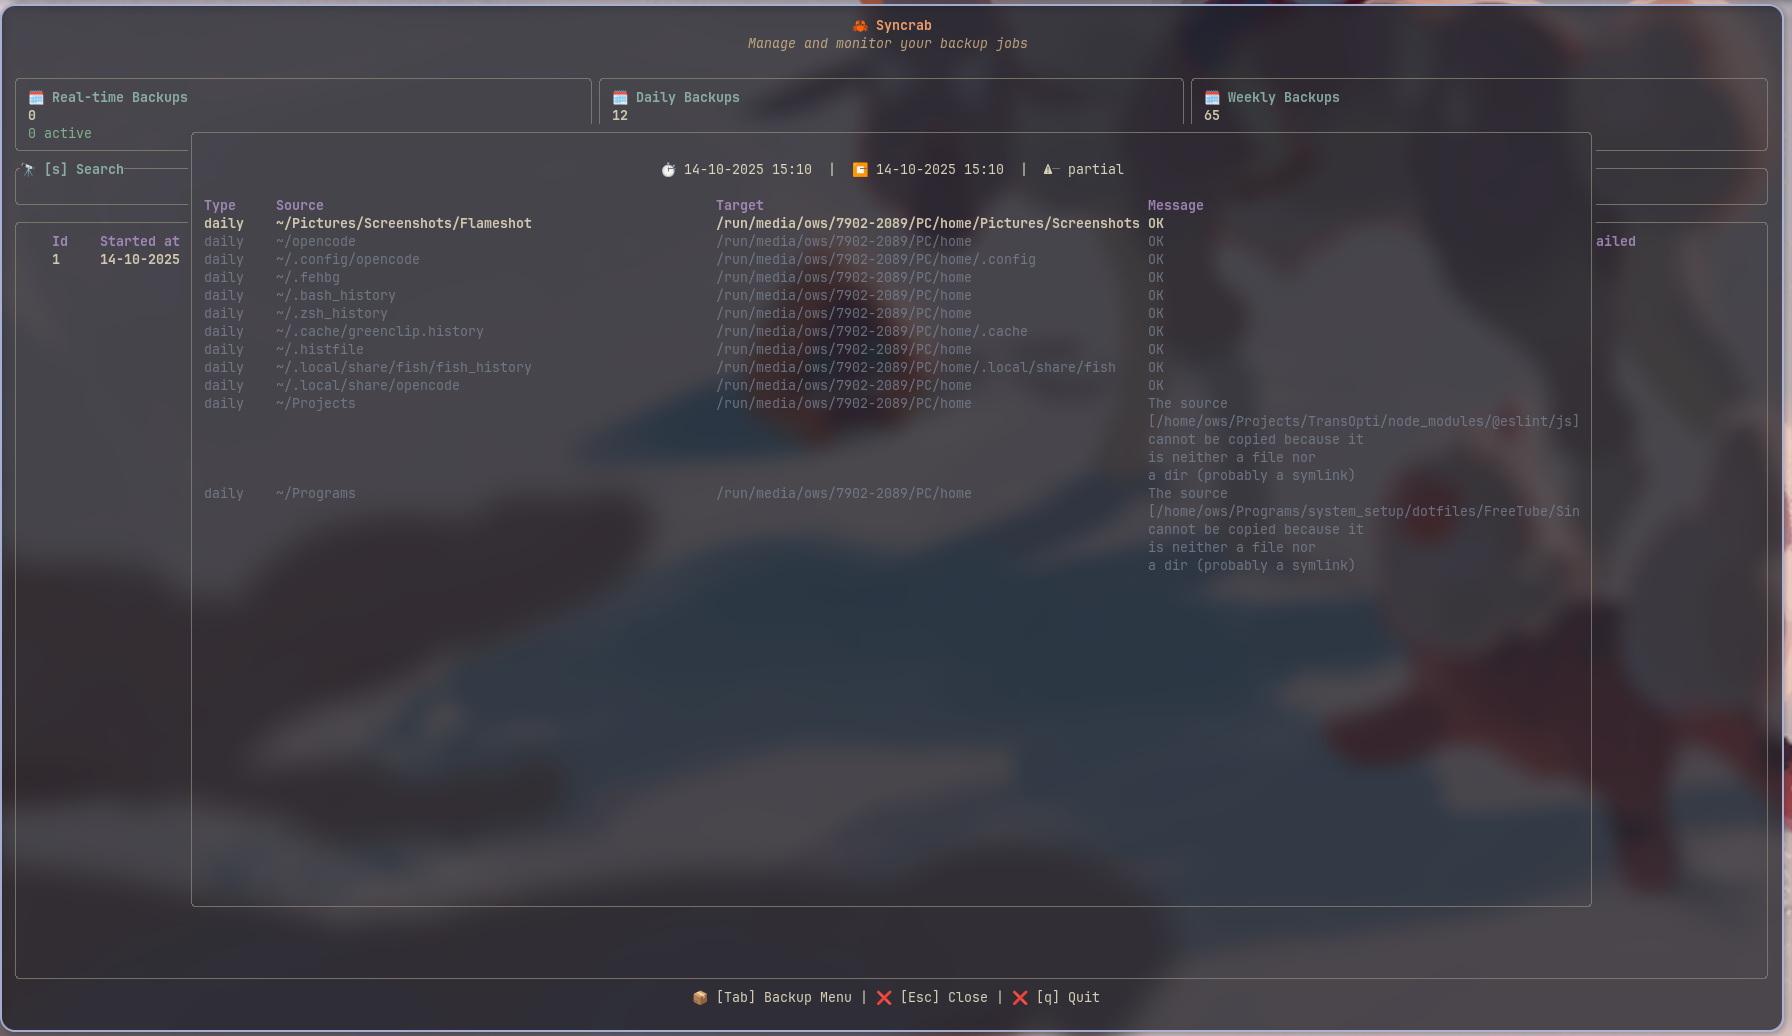 🦀 Syncrab
Manage and monitor your backup jobs
🗓️ Real-time Backups 🗓️ Daily Backups 🗓️ Weekly Backups
0 12 65
0 active
🔭 [s] Search
⏱️ 14-10-2025 15:10 | 14-10-2025 15:10 | ⚠ partial
Type Source Target Message
daily ~/Pictures/Screenshots/Flameshot /run/media/ows/7902-2089/PC/home/Pictures/Screenshots OK
Id Started at
ailed
1 14-10-2025
daily ~/opencode /run/media/ows/7902-2089/PC/home OK
daily ~/.config/opencode /run/media/ows/7902-2089/PC/home/.config OK
daily ~/.fehbg /run/media/ows/7902-2089/PC/home OK
daily ~/.bash_history /run/media/ows/7902-2089/PC/home OK
daily ~/.zsh_history /run/media/ows/7902-2089/PC/home OK
daily ~/.cache/greenclip.history /run/media/ows/7902-2089/PC/home/.cache OK
daily ~/.histfile /run/media/ows/7902-2089/PC/home OK
daily ~/.local/share/fish/fish_history /run/media/ows/7902-2089/PC/home/.local/share/fish OK
daily ~/.local/share/opencode /run/media/ows/7902-2089/PC/home OK
daily ~/Projects /run/media/ows/7902-2089/PC/home The source
[/home/ows/Projects/TransOpti/node_modules/@eslint/js]
cannot be copied because it
is neither a file nor
a dir (probably a symlink)
daily ~/Programs /run/media/ows/7902-2089/PC/home The source
[/home/ows/Programs/system_setup/dotfiles/FreeTube/Sin
cannot be copied because it
is neither a file nor
a dir (probably a symlink)
📦 [Tab] Backup Menu | ❌ [Esc] Close | ❌ [q] Quit